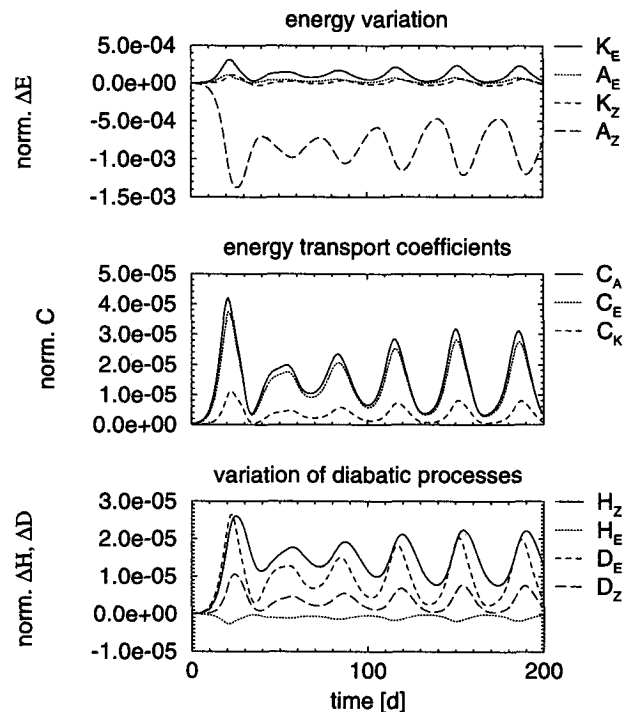 energy variation
norm. ΔE
5.0e-04
0.0e+00
-5.0e-04
-1.0e-03
-1.5e-03
K_E
A_E
K_Z
A_Z
energy transport coefficients
norm. C
5.0e-05
4.0e-05
3.0e-05
2.0e-05
1.0e-05
0.0e+00
C_A
C_E
C_K
variation of diabatic processes
norm. ΔH, ΔD
3.0e-05
2.0e-05
1.0e-05
0.0e+00
-1.0e-05
H_Z
H_E
D_E
D_Z
0 100 200
time [d]